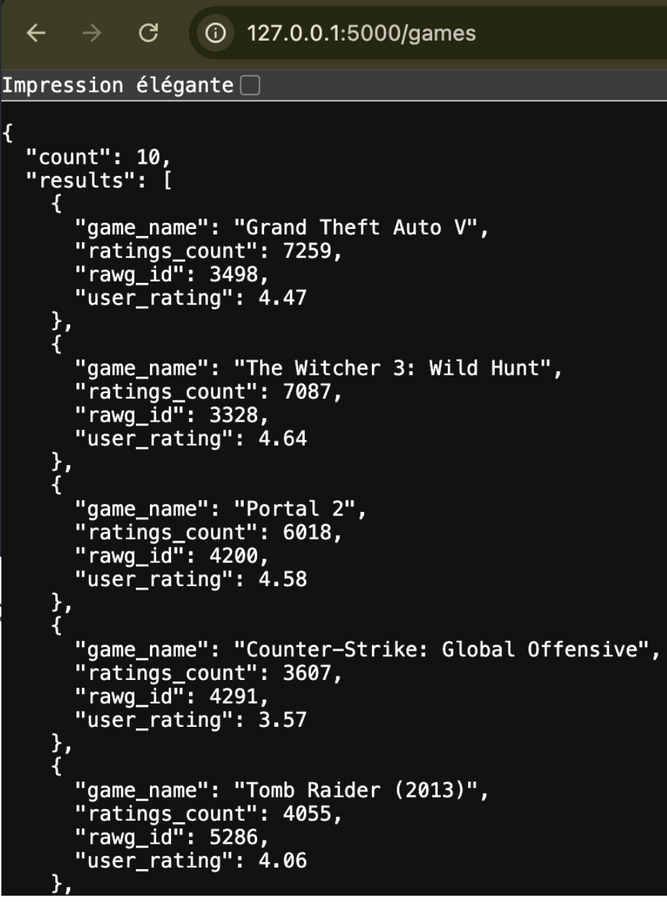 127.0.0.1:5000/games
Impression élégante
{
  "count": 10,
  "results": [
    {
      "game_name": "Grand Theft Auto V",
      "ratings_count": 7259,
      "rawg_id": 3498,
      "user_rating": 4.47
    },
    {
      "game_name": "The Witcher 3: Wild Hunt",
      "ratings_count": 7087,
      "rawg_id": 3328,
      "user_rating": 4.64
    },
    {
      "game_name": "Portal 2",
      "ratings_count": 6018,
      "rawg_id": 4200,
      "user_rating": 4.58
    },
    {
      "game_name": "Counter-Strike: Global Offensive",
      "ratings_count": 3607,
      "rawg_id": 4291,
      "user_rating": 3.57
    },
    {
      "game_name": "Tomb Raider (2013)",
      "ratings_count": 4055,
      "rawg_id": 5286,
      "user_rating": 4.06
    },